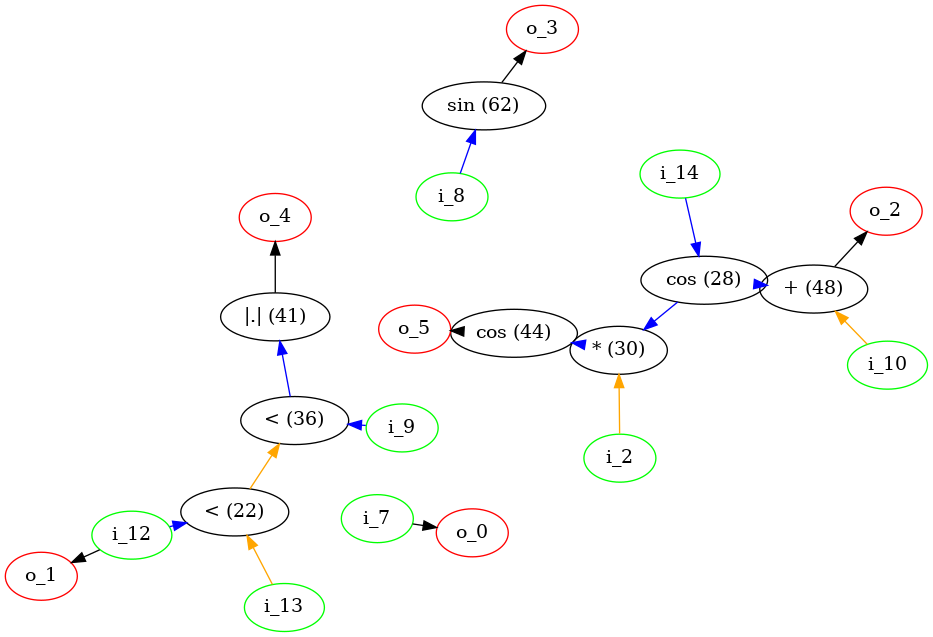 o_3
sin (62)
i_14
i_8
o_2
o_4
cos (28)
+ (48)
|.| (41)
o_5
cos (44)
* (30)
i_10
< (36)
i_9
i_2
< (22)
i_7
o_0
i_12
o_1
i_13